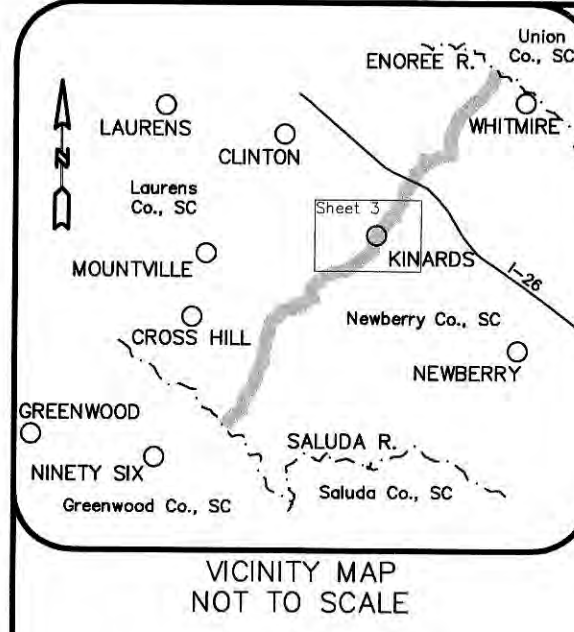 Union
Co., SC
ENOREE R.
LAURENS
WHITMIRE
CLINTON
N
Laurens
Co., SC
Sheet 3
MOUNTVILLE
KINARDS
I-26
Newberry Co., SC
CROSS HILL
NEWBERRY
GREENWOOD
SALUDA R.
NINETY SIX
Saluda Co., SC
Greenwood Co., SC
VICINITY MAP
NOT TO SCALE